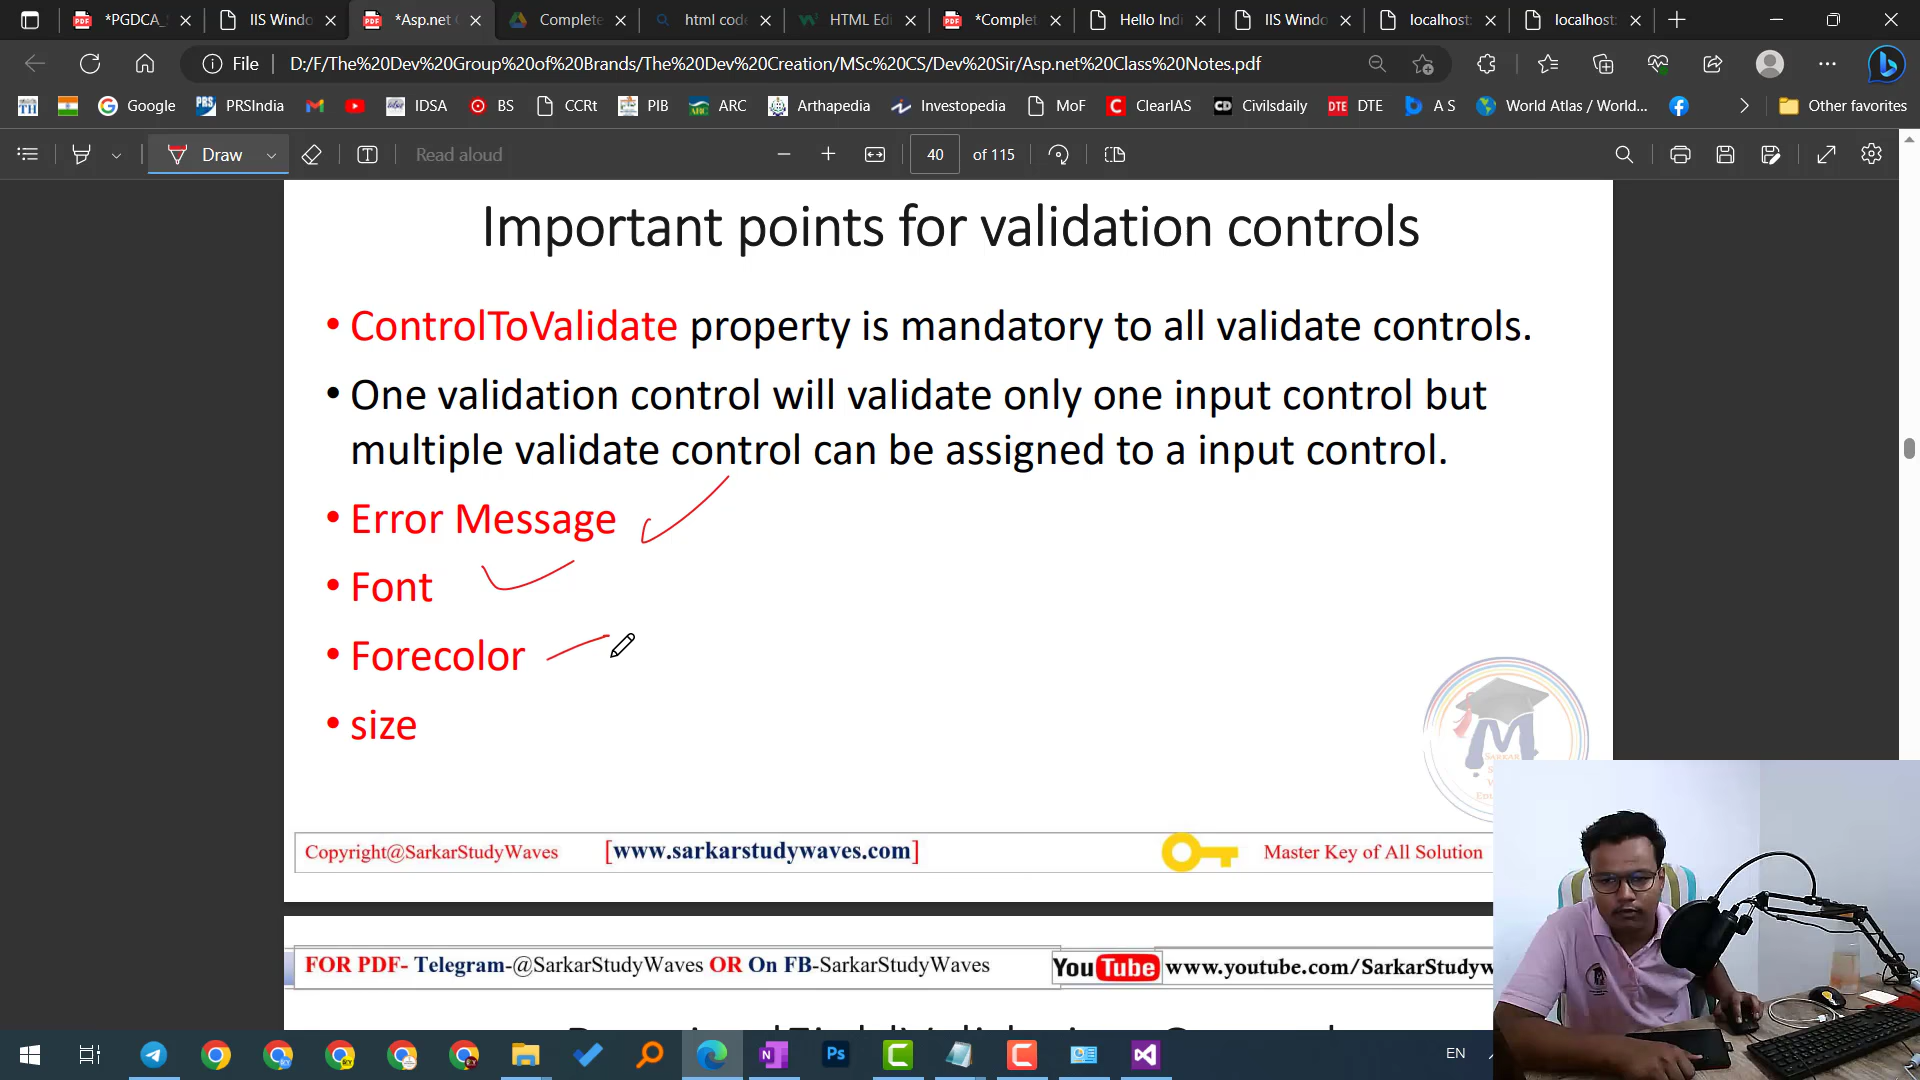 *PGDCA_
IIS Windo
*Asp.net
Complete
html cod
HTML Edi
*Complet
Hello Indi
IIS Windo
localhost:
localhost:
File
D:/F/The%20Dev%20Group%20of%20Brands/The%20Dev%20Creation/MSc%20CS/Dev%20Sir/Asp.net%20Class%20Notes.pdf
Google
PRS PRSIndia
IDSA
BS
CCRt
PIB
ARC
Arthapedia
Investopedia
MoF
ClearIAS
CD Civilsdaily
DTE DTE
A S
World Atlas / World...
Other favorites
Draw
Read aloud
40 of 115
Important points for validation controls
• ControlToValidate property is mandatory to all validate controls.
• One validation control will validate only one input control but
multiple validate control can be assigned to a input control.
• Error Message
• Font
• Forecolor
• size
Copyright@SarkarStudyWaves [www.sarkarstudywaves.com] Master Key of All Solution
FOR PDF- Telegram-@SarkarStudyWaves OR On FB-SarkarStudyWaves YouTube www.youtube.com/SarkarStudyw
EN